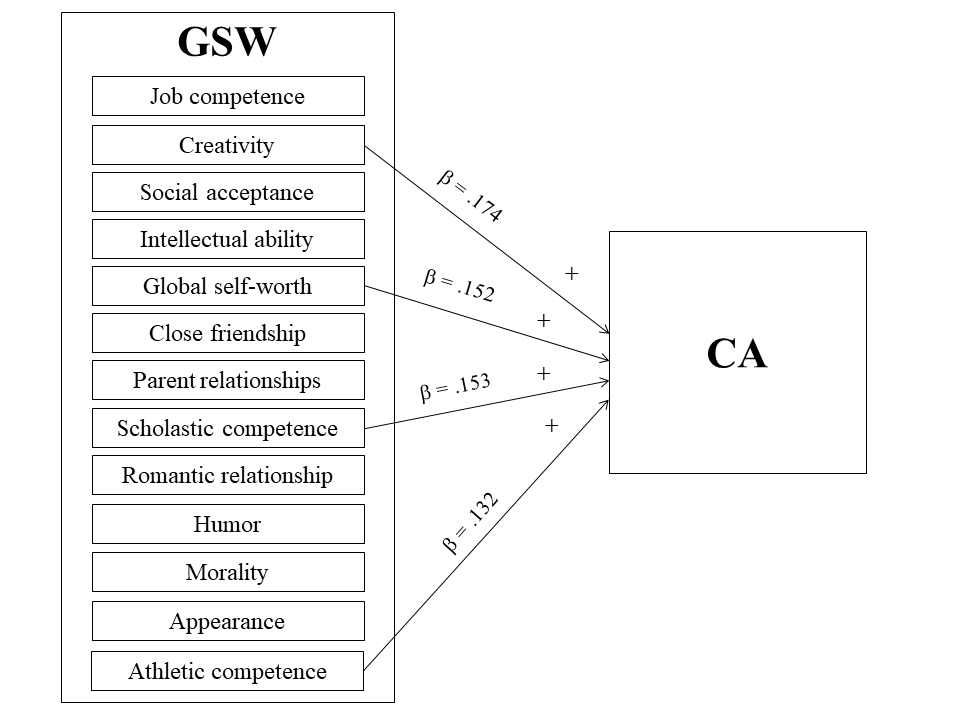 GSW
Job competence
Creativity
Social acceptance
Intellectual ability
Global self-worth
Close friendship
Parent relationships
Scholastic competence
Romantic relationship
Humor
Morality
Appearance
Athletic competence
β = .174
+
β = .152
+
β = .153
+
β = .132
+
CA